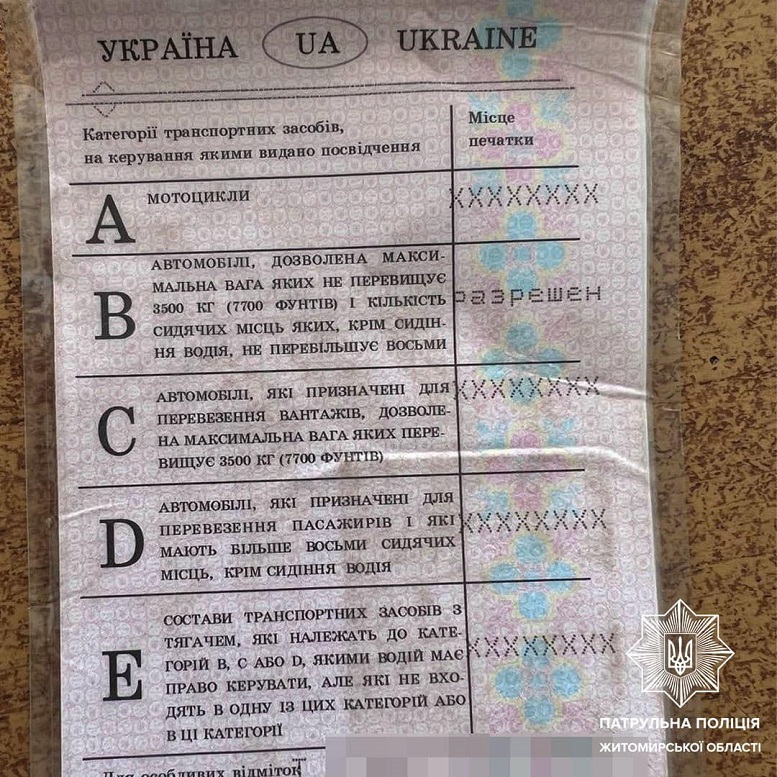 УКРАЇНА UA UKRAINE
Категорії транспортних засобів,
на керування якими видано посвідчення
Місце
печатки
A
МОТОЦИКЛИ
XXXXXXXX
B
АВТОМОБІЛІ, ДОЗВОЛЕНА МАКСИ-
МАЛЬНА ВАГА ЯКИХ НЕ ПЕРЕВИЩУЄ
3500 КГ (7700 ФУНТІВ) І КІЛЬКІСТЬ
СИДЯЧИХ МІСЦЬ ЯКИХ, КРІМ СИДІН-
НЯ ВОДІЯ, НЕ ПЕРЕБІЛЬШУЄ ВОСЬМИ
разрешен
C
АВТОМОБІЛІ, ЯКІ ПРИЗНАЧЕНІ ДЛЯ
ПЕРЕВЕЗЕННЯ ВАНТАЖІВ, ДОЗВОЛЕ-
НА МАКСИМАЛЬНА ВАГА ЯКИХ ПЕРЕ-
ВИЩУЄ 3500 КГ (7700 ФУНТІВ)
XXXXXXXX
D
АВТОМОБІЛІ, ЯКІ ПРИЗНАЧЕНІ ДЛЯ
ПЕРЕВЕЗЕННЯ ПАСАЖИРІВ І ЯКІ
МАЮТЬ БІЛЬШЕ ВОСЬМИ СИДЯЧИХ
МІСЦЬ, КРІМ СИДІННЯ ВОДІЯ
XXXXXXXX
E
СОСТАВИ ТРАНСПОРТНИХ ЗАСОБІВ З
ТЯГАЧЕМ, ЯКІ НАЛЕЖАТЬ ДО КАТЕ-
ГОРІЙ B, C АБО D, ЯКИМИ ВОДІЙ МАЄ
ПРАВО КЕРУВАТИ, АЛЕ ЯКІ НЕ ВХО-
ДЯТЬ В ОДНУ ІЗ ЦИХ КАТЕГОРІЙ АБО
В ЦІ КАТЕГОРІЇ
XXXXXXXX
Для особливих відміток
ПАТРУЛЬНА ПОЛІЦІЯ
ЖИТОМИРСЬКОЇ ОБЛАСТІ